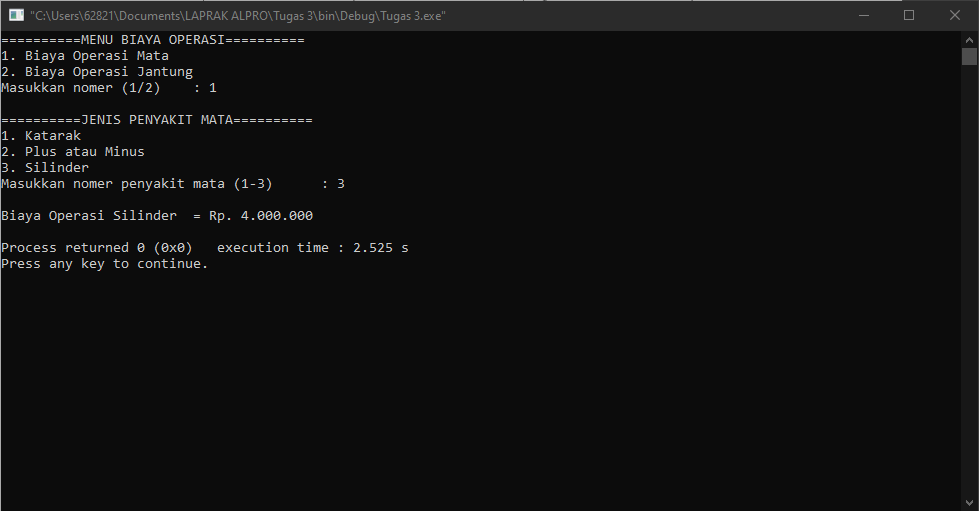 "C:\Users\62821\Documents\LAPRAK ALPRO\Tugas 3\bin\Debug\Tugas 3.exe"
==========MENU BIAYA OPERASI==========
1. Biaya Operasi Mata
2. Biaya Operasi Jantung
Masukkan nomer (1/2)    : 1

==========JENIS PENYAKIT MATA==========
1. Katarak
2. Plus atau Minus
3. Silinder
Masukkan nomer penyakit mata (1-3)      : 3

Biaya Operasi Silinder  = Rp. 4.000.000

Process returned 0 (0x0)   execution time : 2.525 s
Press any key to continue.